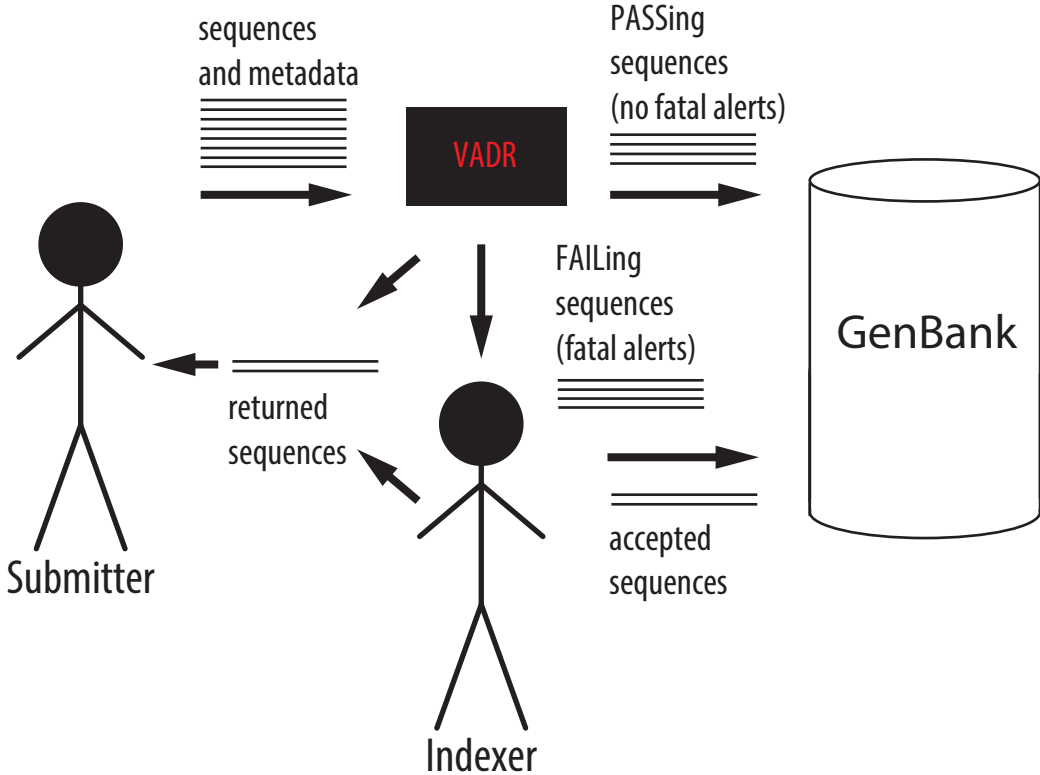 sequences
and metadata
VADR
PASSing
sequences
(no fatal alerts)
FAILing
sequences
(fatal alerts)
GenBank
returned
sequences
accepted
sequences
Submitter
Indexer